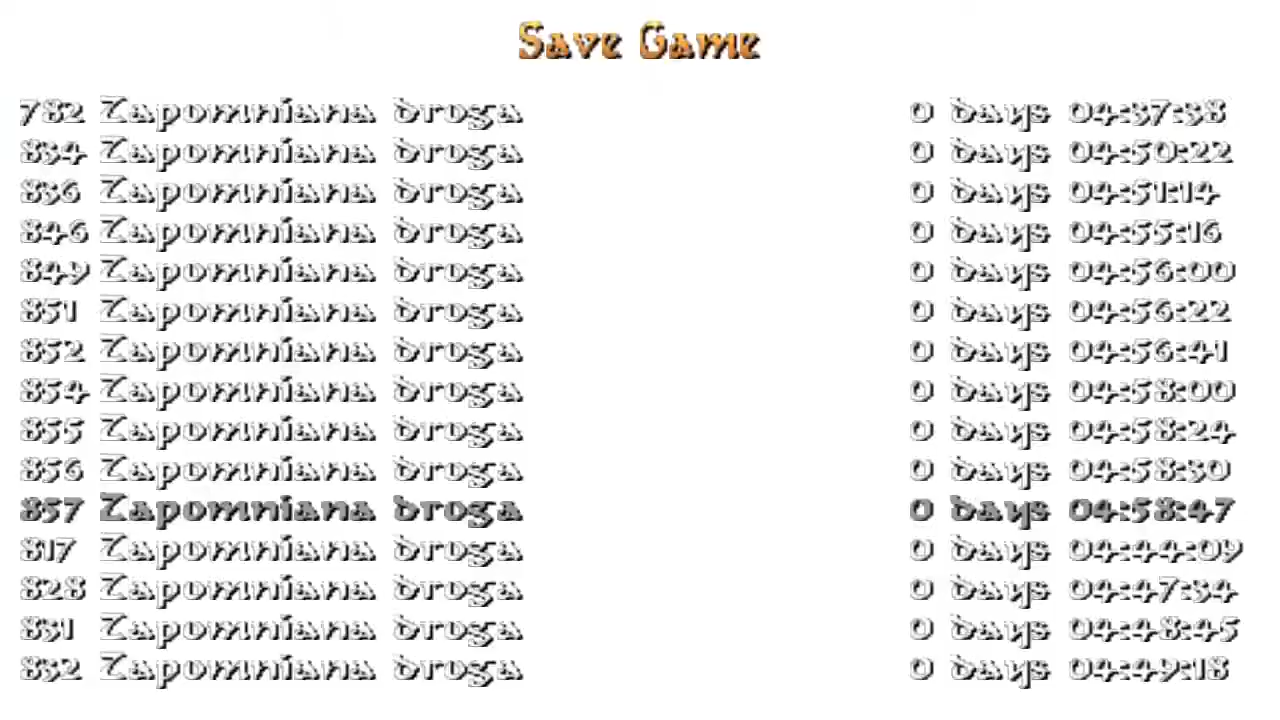 Save Game
782 Zapomniana droga 0 days 04:37:38
834 Zapomniana droga 0 days 04:50:22
836 Zapomniana droga 0 days 04:51:14
846 Zapomniana droga 0 days 04:55:16
849 Zapomniana droga 0 days 04:56:00
851 Zapomniana droga 0 days 04:56:22
852 Zapomniana droga 0 days 04:56:41
854 Zapomniana droga 0 days 04:58:00
855 Zapomniana droga 0 days 04:58:24
856 Zapomniana droga 0 days 04:58:30
857 Zapomniana droga 0 days 04:58:47
817 Zapomniana droga 0 days 04:44:09
828 Zapomniana droga 0 days 04:47:34
831 Zapomniana droga 0 days 04:48:45
832 Zapomniana droga 0 days 04:49:18